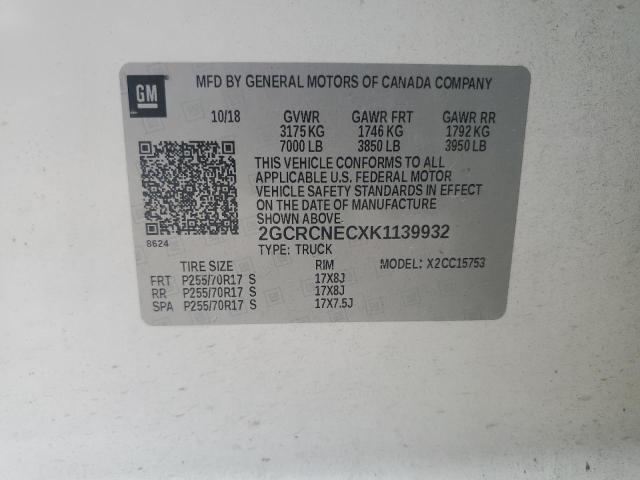 GM
MFD BY GENERAL MOTORS OF CANADA COMPANY
10/18 GVWR GAWR FRT GAWR RR
3175 KG 1746 KG 1792 KG
7000 LB 3850 LB 3950 LB
THIS VEHICLE CONFORMS TO ALL
APPLICABLE U.S. FEDERAL MOTOR
VEHICLE SAFETY STANDARDS IN EFFECT
ON THE DATE OF MANUFACTURE
SHOWN ABOVE.
8624
2GCRCNECXK1139932
TYPE: TRUCK
TIRE SIZE RIM MODEL: X2CC15753
FRT P255/70R17 S 17X8J
RR P255/70R17 S 17X8J
SPA P255/70R17 S 17X7.5J